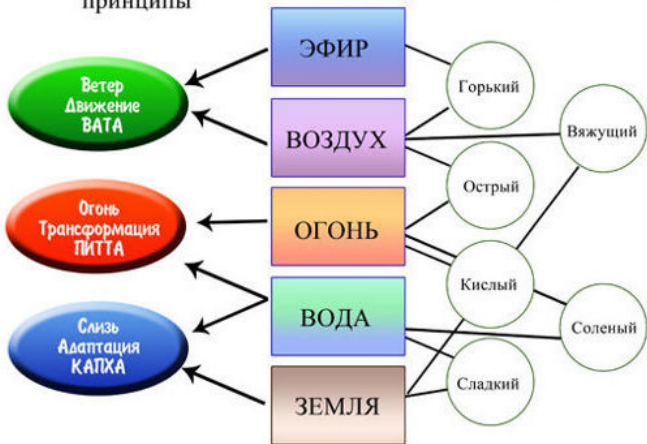 принципы
Ветер
Движение
ВАТА
Огонь
Трансформация
ПИТТА
Слизь
Адаптация
КАПХА
ЭФИР
ВОЗДУХ
ОГОНЬ
ВОДА
ЗЕМЛЯ
Горький
Вяжущий
Острый
Кислый
Соленый
Сладкий